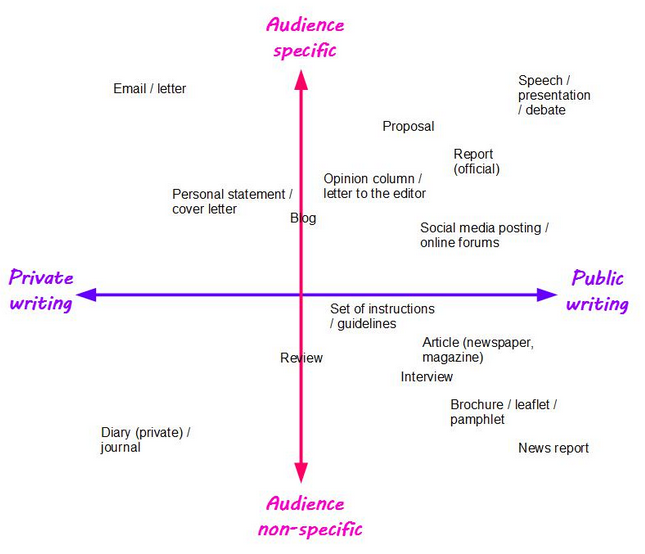 Audience
specific
Email / letter
Speech /
presentation
/ debate
Proposal
Report
(official)
Opinion column /
letter to the editor
Personal statement /
cover letter
Blog
Social media posting /
online forums
Private
writing
Public
writing
Set of instructions
/ guidelines
Article (newspaper,
magazine)
Review
Interview
Brochure / leaflet /
pamphlet
Diary (private) /
journal
News report
Audience
non-specific